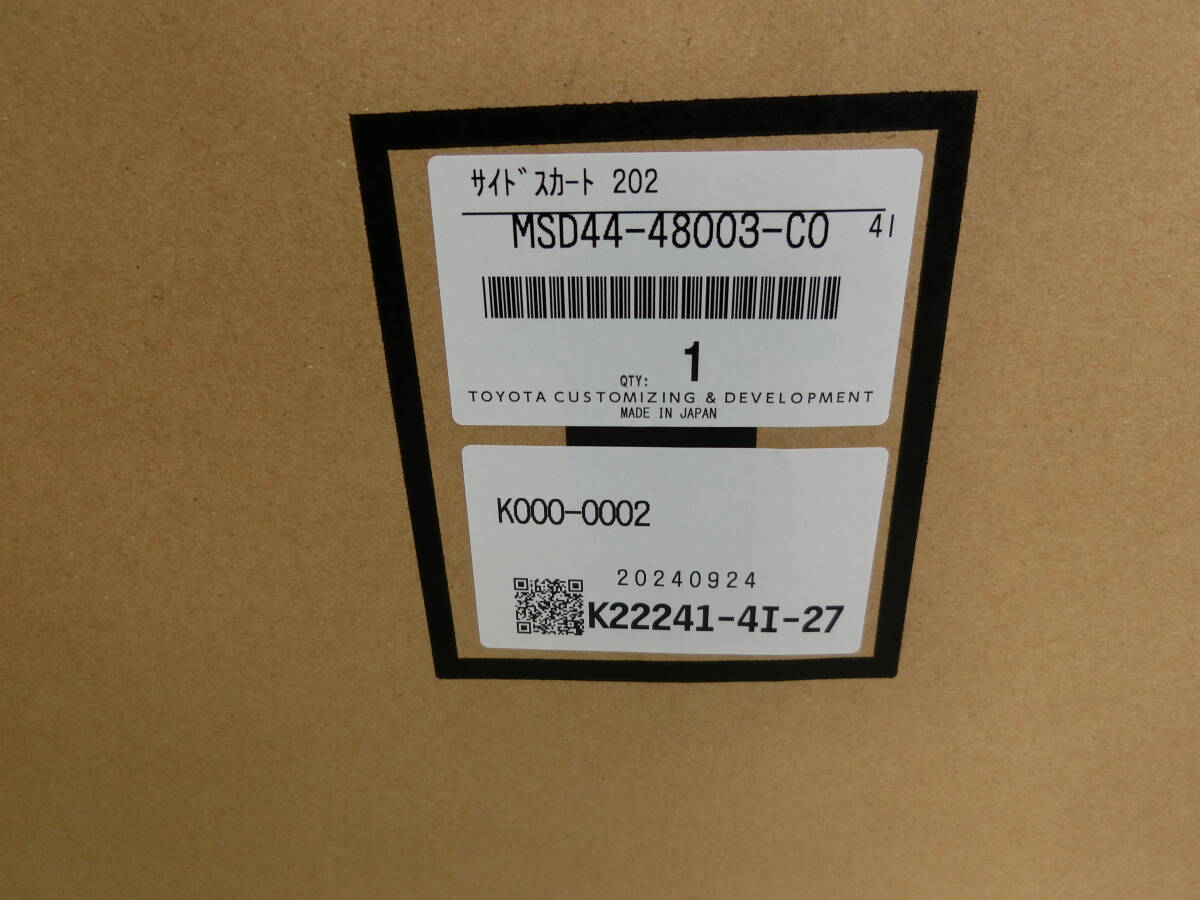 ｻｲﾄﾞｽｶｰﾄ 202
MSD44-48003-C0 4I
QTY: 1
TOYOTA CUSTOMIZING & DEVELOPMENT
MADE IN JAPAN
K000-0002
20240924
K22241-4I-27